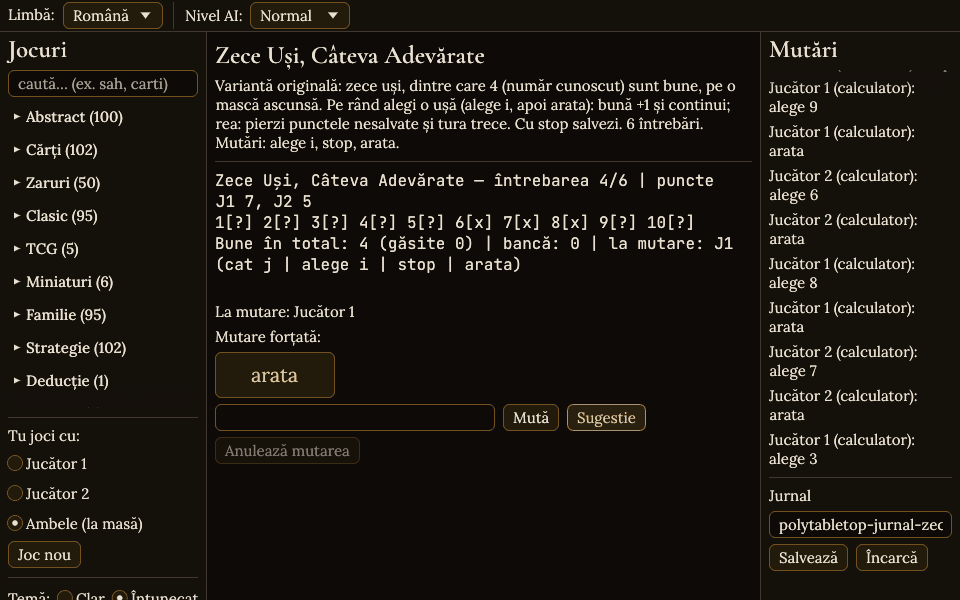 Limbă: Română ▼ Nivel AI: Normal ▼
Jocuri
caută... (ex. sah, carti)
▸ Abstract (100)
▸ Cărți (102)
▸ Zaruri (50)
▸ Clasic (95)
▸ TCG (5)
▸ Miniaturi (6)
▸ Familie (95)
▸ Strategie (102)
▸ Deducție (1)
Tu joci cu:
Jucător 1
Jucător 2
Ambele (la masă)
Joc nou
Temă: Clar Întunecat
Zece Uși, Câteva Adevărate
Variantă originală: zece uși, dintre care 4 (număr cunoscut) sunt bune, pe o
mască ascunsă. Pe rând alegi o ușă (alege i, apoi arata): bună +1 și continui;
rea: pierzi punctele nesalvate și tura trece. Cu stop salvezi. 6 întrebări.
Mutări: alege i, stop, arata.
Zece Uși, Câteva Adevărate — întrebarea 4/6 | puncte
J1 7, J2 5
1[?] 2[?] 3[?] 4[?] 5[?] 6[x] 7[x] 8[x] 9[?] 10[?]
Bune în total: 4 (găsite 0) | bancă: 0 | la mutare: J1
(cat j | alege i | stop | arata)
La mutare: Jucător 1
Mutare forțată:
arata
Mută Sugestie
Anulează mutarea
Mutări
Jucător 1 (calculator):
alege 9
Jucător 1 (calculator):
arata
Jucător 2 (calculator):
alege 6
Jucător 2 (calculator):
arata
Jucător 1 (calculator):
alege 8
Jucător 1 (calculator):
arata
Jucător 2 (calculator):
alege 7
Jucător 2 (calculator):
arata
Jucător 1 (calculator):
alege 3
Jurnal
polytabletop-jurnal-zec
Salvează Încarcă